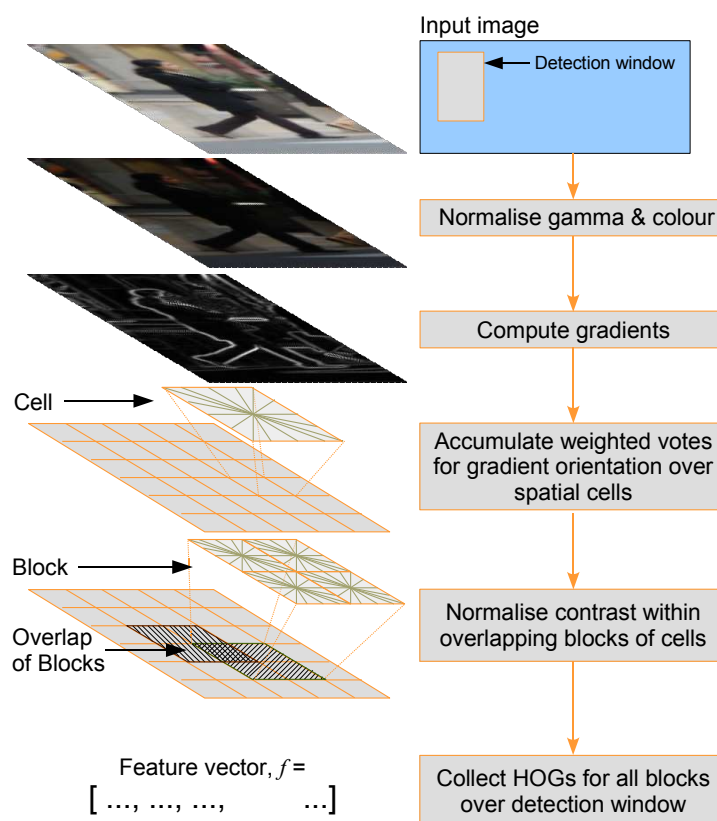 Input image
Detection window
Normalise gamma & colour
Compute gradients
Cell
Accumulate weighted votes
for gradient orientation over
spatial cells
Block
Overlap
of Blocks
Normalise contrast within
overlapping blocks of cells
Feature vector, f =
[ ..., ..., ..., ...]
Collect HOGs for all blocks
over detection window